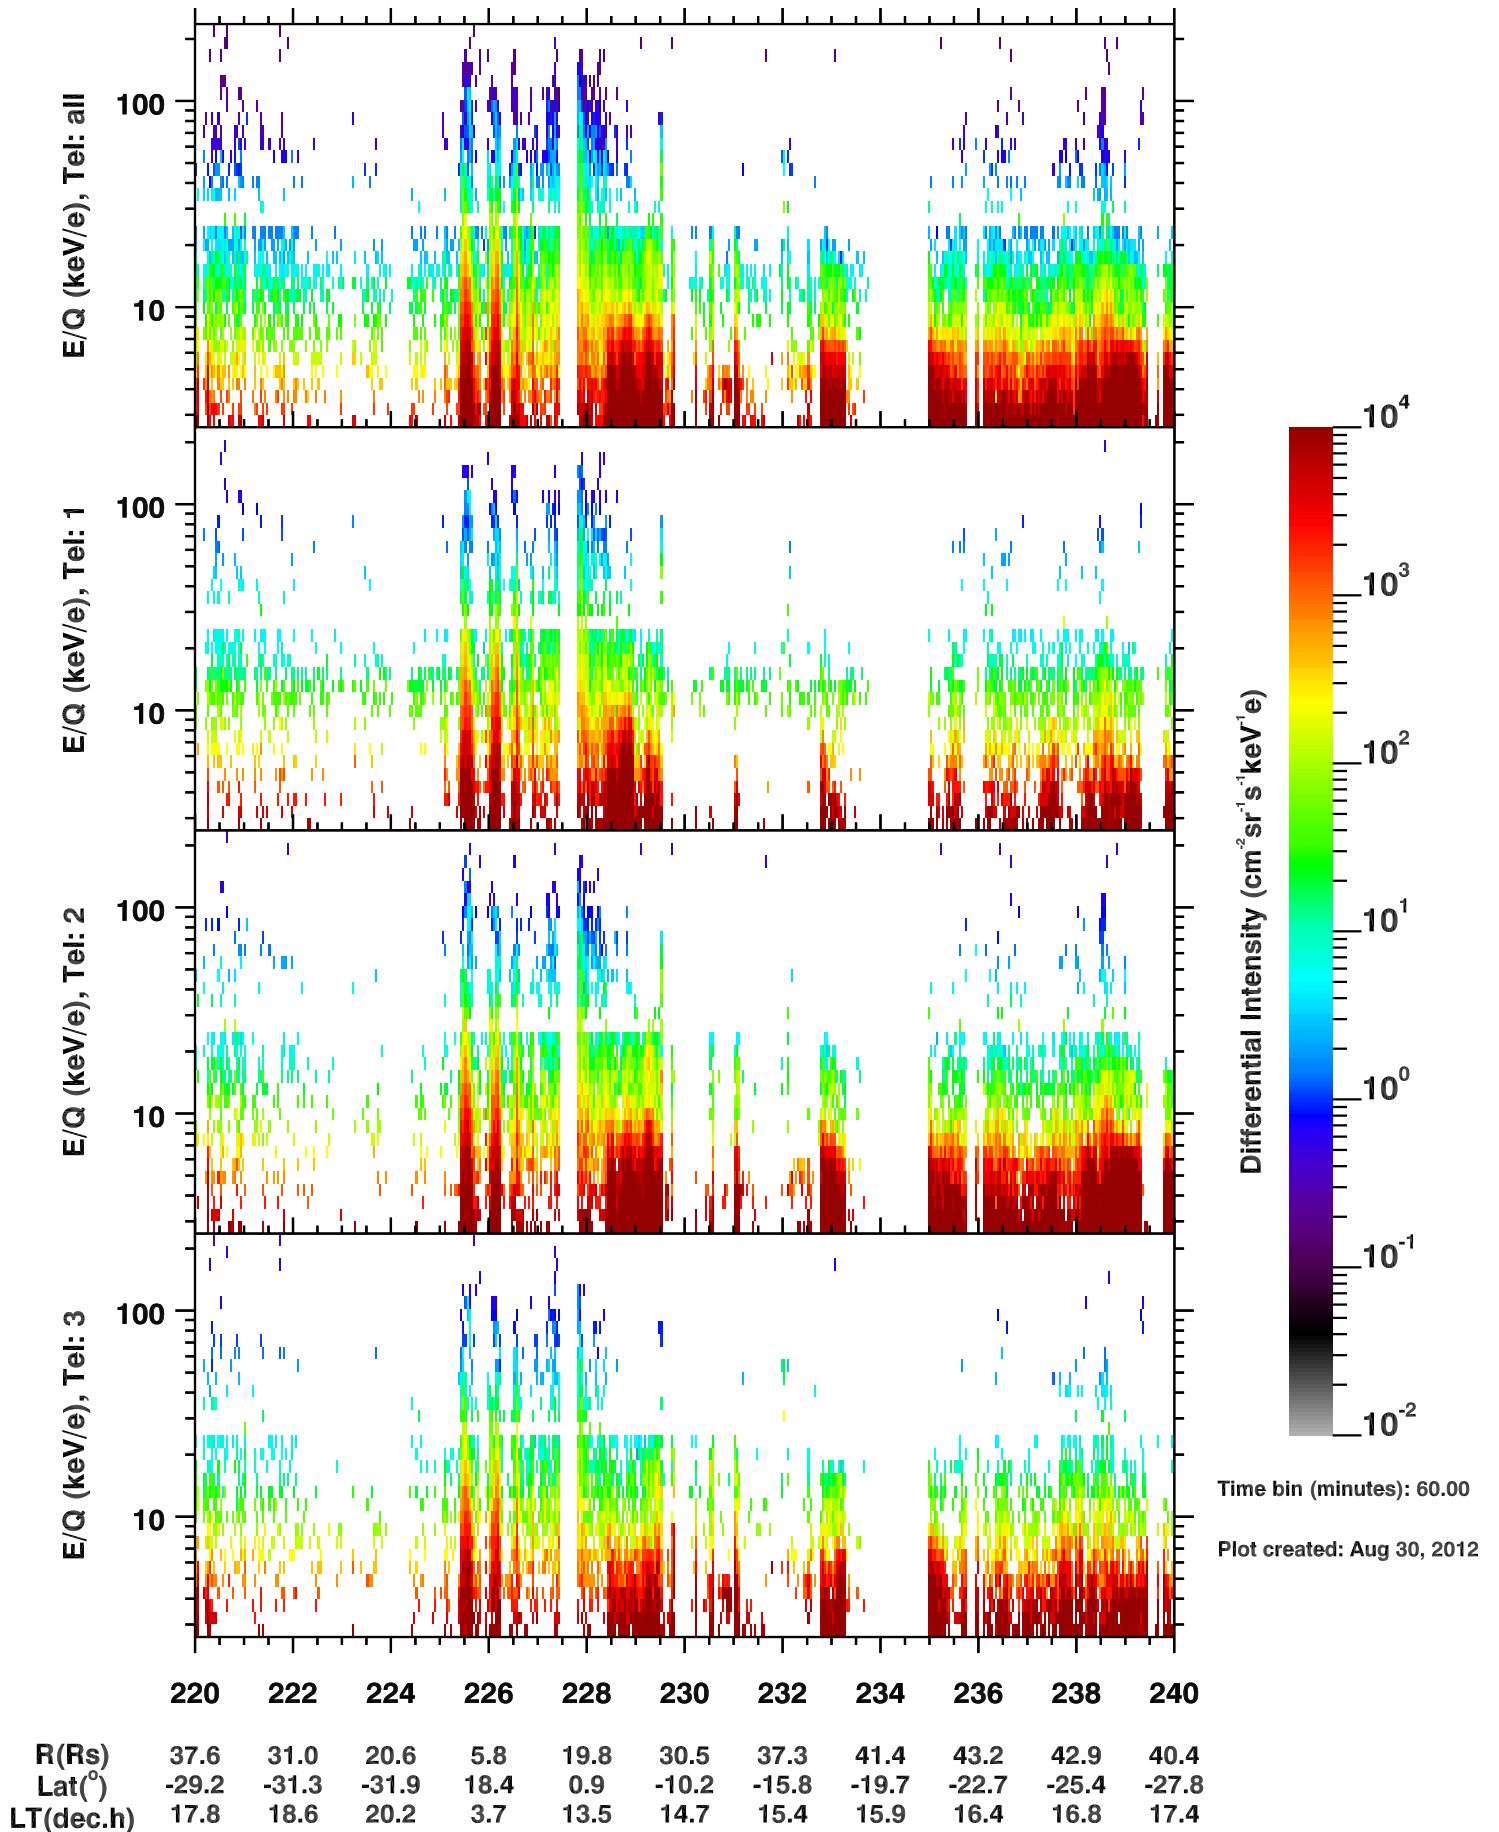 100
10
E/Q (keV/e), Tel: all
100
10
E/Q (keV/e), Tel: 1
100
10
E/Q (keV/e), Tel: 2
100
10
E/Q (keV/e), Tel: 3
10⁴
10³
10²
10¹
10⁰
10⁻¹
10⁻²
Differential Intensity (cm⁻²sr⁻¹s⁻¹keV⁻¹e)
Time bin (minutes): 60.00
Plot created: Aug 30, 2012
220 222 224 226 228 230 232 234 236 238 240
R(Rs) 37.6 31.0 20.6 5.8 19.8 30.5 37.3 41.4 43.2 42.9 40.4
Lat(°) -29.2 -31.3 -31.9 18.4 0.9 -10.2 -15.8 -19.7 -22.7 -25.4 -27.8
LT(dec.h) 17.8 18.6 20.2 3.7 13.5 14.7 15.4 15.9 16.4 16.8 17.4